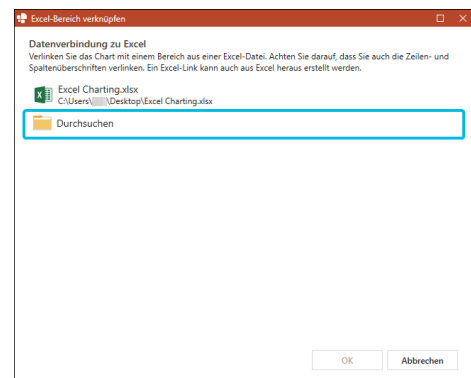 Excel-Bereich verknüpfen
Datenverbindung zu Excel
Verlinken Sie das Chart mit einem Bereich aus einer Excel-Datei. Achten Sie darauf, dass Sie auch die Zeilen- und
Spaltenüberschriften verlinken. Ein Excel-Link kann auch aus Excel heraus erstellt werden.
Excel Charting.xlsx
C:\Users\ \Desktop\Excel Charting.xlsx
Durchsuchen
OK Abbrechen